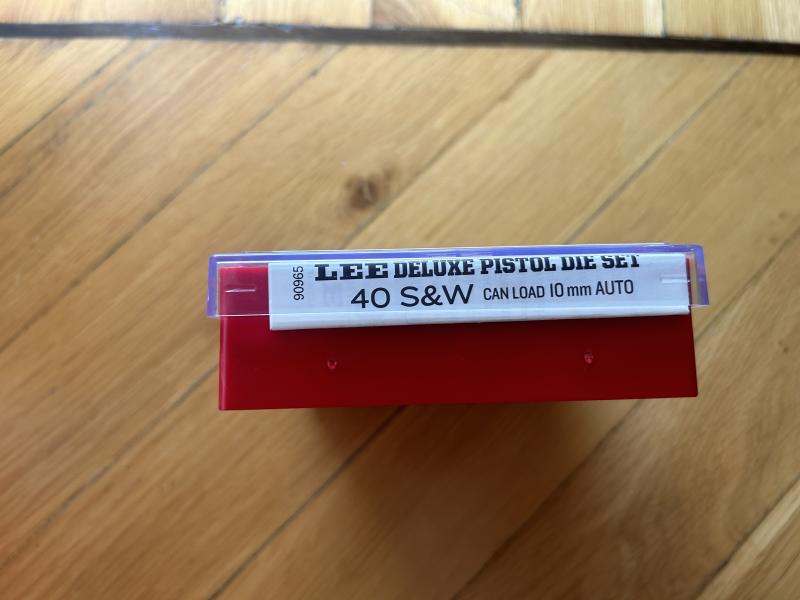 90965
LEE DELUXE PISTOL DIE SET
40 S&W CAN LOAD 10 mm AUTO